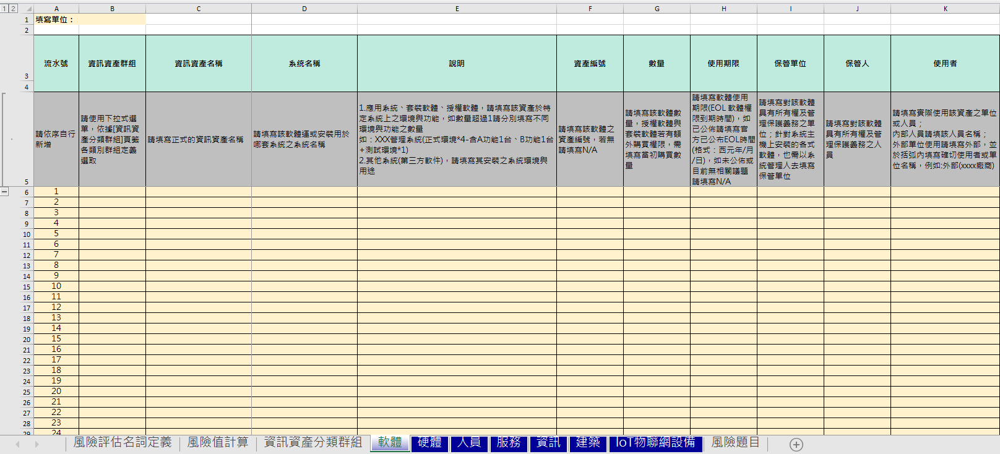 1 2
A B C D E F G H I J K
1 填寫單位：
2
3 流水號 資訊資產群組 資訊資產名稱 系統名稱 說明 資產編號 數量 使用期限 保管單位 保管人 使用者
4
5
請依序自行
新增
請使用下拉式選
單，依據[資訊資
產分類群組]頁籤
各類別群組定義
選取
請填寫正式的資訊資產名稱
請填寫該軟體運或安裝用於
哪套系統之系統名稱
1.應用系統、套裝軟體、授權軟體，請填寫該資產於特
定系統上之環境與功能，如數量超過1請分別填寫不同
環境與功能之數量
如：XXX管理系統(正式環境*4-含A功能1台、B功能1台
+測試環境*1)
2.其他系統(第三方軟件)，請填寫其安裝之系統環境與
用途
請填寫該軟體之
資產編號，若無
請填寫N/A
請填寫該軟體數
量，授權軟體與
套裝軟體若有額
外購買權限，需
填寫當初購買數
量
請填寫軟體使用
期限(EOL 軟體權
限到期時間)，如
已公佈請填寫官
方已公布EOL時間
(格式：西元年/月
/日)，如未公佈或
目前無相關議題
請填寫N/A
請填寫對該軟體
具有所有權及管
理保護義務之單
位；針對系統主
機上安裝的各式
軟體，也需以系
統管理人去填寫
保管單位
請填寫對該軟體
具有所有權及管
理保護義務之人
員
請填寫實際使用該資產之單位
或人員；
內部人員請填該人員名稱；
外部單位使用請填寫外部，並
於括弧內填寫確切使用者或單
位名稱，例如:外部(xxxx廠商)
6 1
7 2
8 3
9 4
10 5
11 6
12 7
13 8
14 9
15 10
16 11
17 12
18 13
19 14
20 15
21 16
22 17
23 18
24 19
25 20
26 21
27 22
28 23
29 24
風險評估名詞定義 風險值計算 資訊資產分類群組 軟體 硬體 人員 服務 資訊 建築 IoT物聯網設備 風險題目